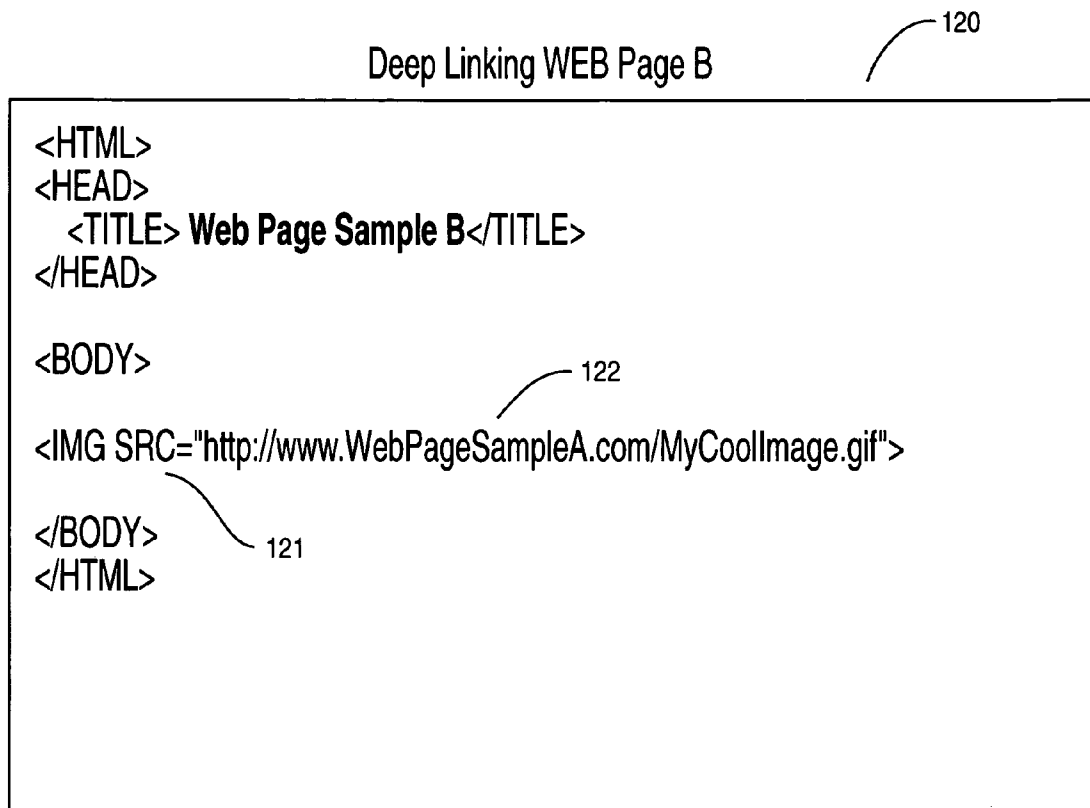 120
Deep Linking WEB Page B
<HTML>
<HEAD>
<TITLE> Web Page Sample B</TITLE>
</HEAD>
<BODY>
122
<IMG SRC="http://www.WebPageSampleA.com/MyCoolImage.gif">
121
</BODY>
</HTML>